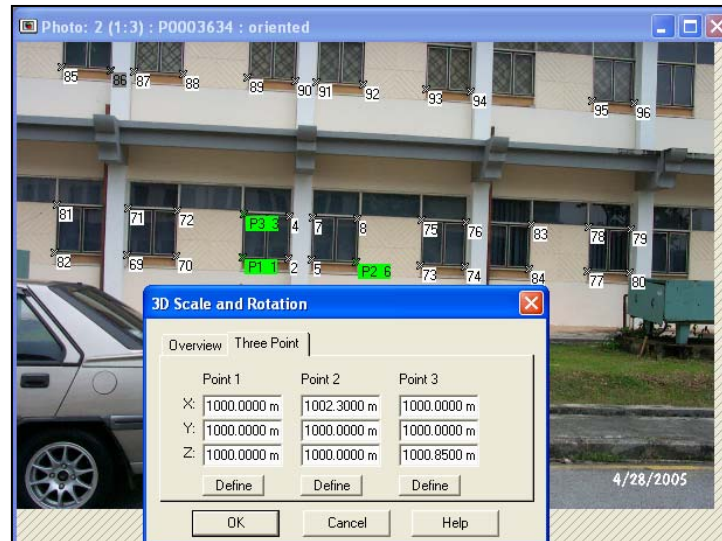 Photo: 2 (1:3) : P0003634 : oriented
85 86 87 88 89 90 91 92 93 94 95 96
81 71 72 P3 3 4 7 8 75 76 83 78 79
82 69 70 P1 1 2 5 P2 6 73 74 84 77 80
3D Scale and Rotation
Overview Three Point
Point 1 Point 2 Point 3
X: 1000.0000 m 1002.3000 m 1000.0000 m
Y: 1000.0000 m 1000.0000 m 1000.0000 m
Z: 1000.0000 m 1000.0000 m 1000.8500 m
Define Define Define
OK Cancel Help
4/28/2005